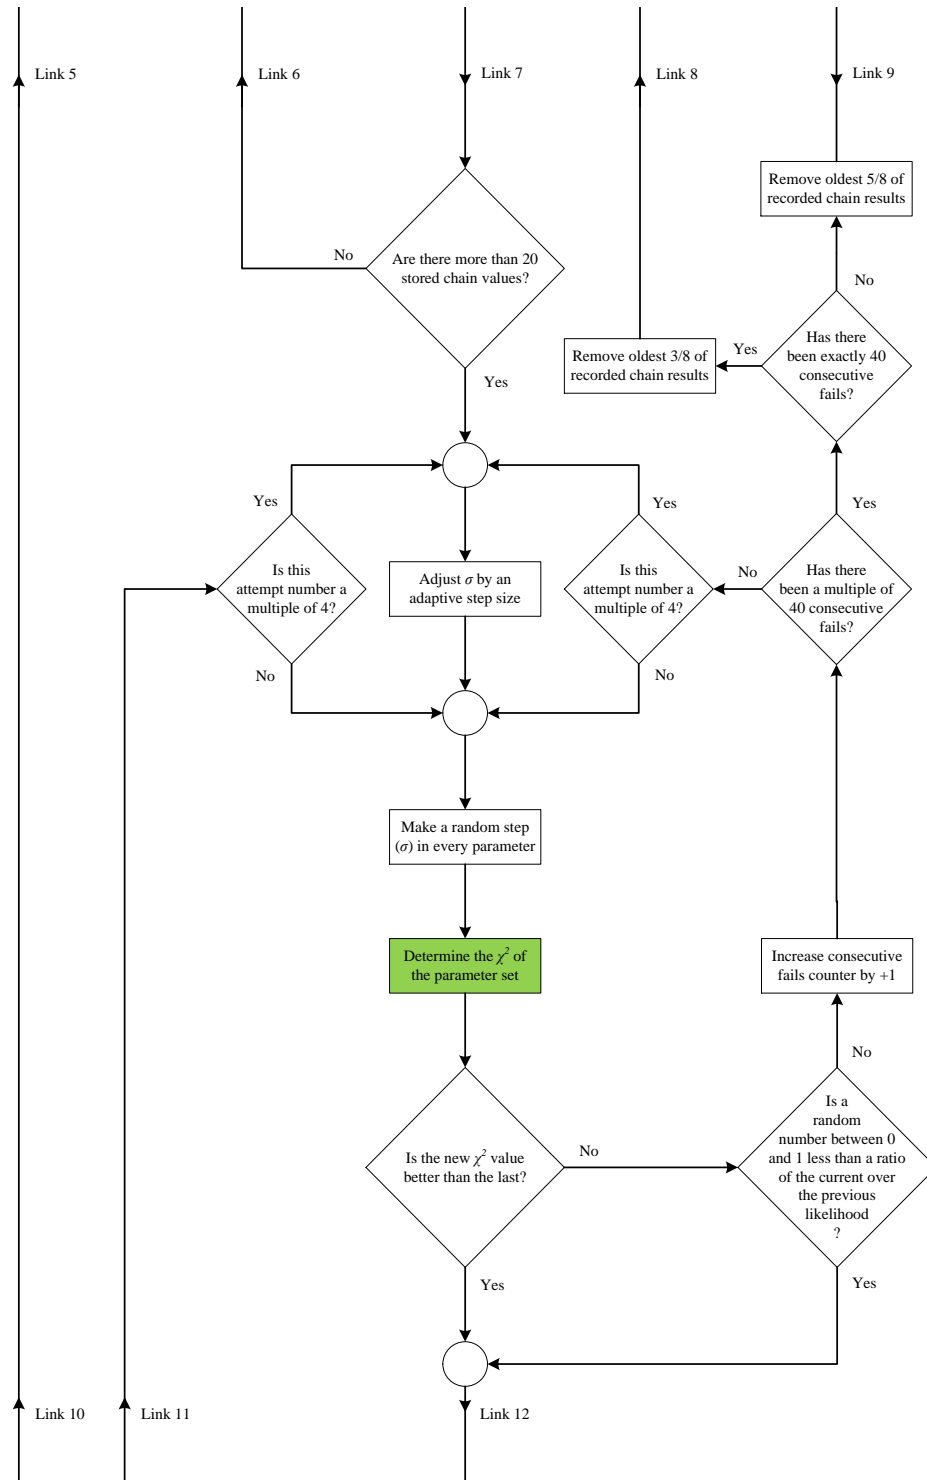 Link 5
Link 6
Link 7
Link 8
Link 9
Remove oldest 5/8 of
recorded chain results
No
Are there more than 20
stored chain values?
No
Has there
been exactly 40
consecutive
fails?
Yes
Remove oldest 3/8 of
recorded chain results
Yes
Yes
Is this
attempt number a
multiple of 4?
No
Adjust σ by an
adaptive step size
Yes
Is this
attempt number a
multiple of 4?
No
No
Yes
Has there
been a multiple of
40 consecutive
fails?
Make a random step
(σ) in every parameter
Determine the χ² of
the parameter set
Increase consecutive
fails counter by +1
No
Is the new χ² value
better than the last?
No
Is a
random
number between 0
and 1 less than a ratio
of the current over
the previous
likelihood
?
Yes
Yes
Link 10
Link 11
Link 12